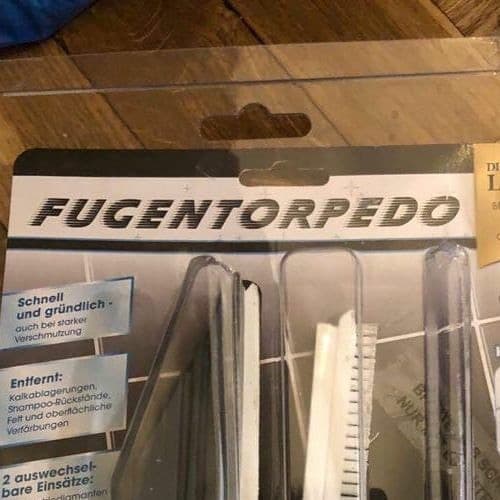 FUGENTORPEDO
Schnell
und gründlich -
auch bei starker
Verschmutzung
Entfernt:
Kalkablagerungen,
Shampoo-Rückstände,
Fett und oberflächliche
Verfärbungen
2 auswechsel-
bare Einsätze:
DI
L